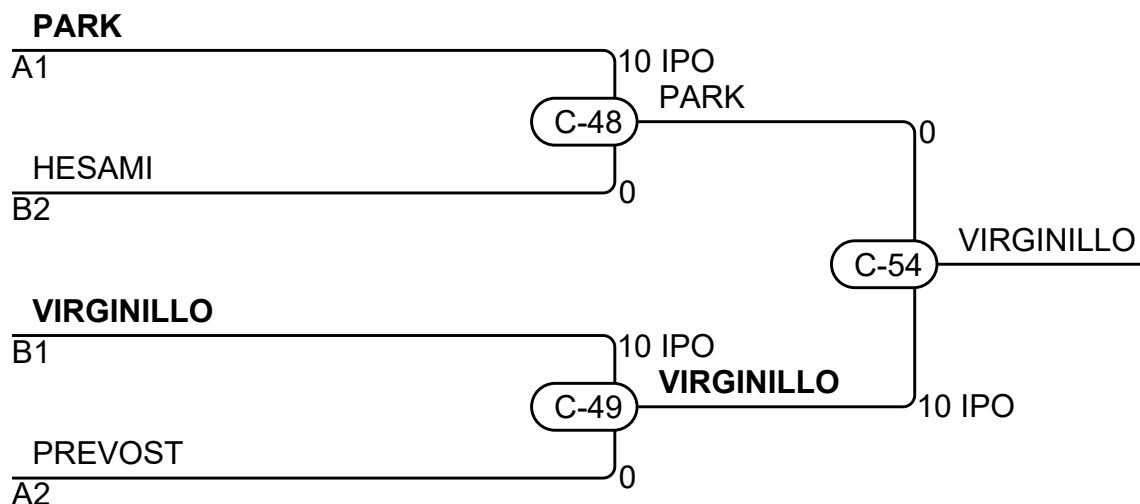 PARK
A1
10 IPO
PARK
C-48
0
HESAMI
0
B2
VIRGINILLO
C-54
VIRGINILLO
B1
10 IPO
VIRGINILLO
C-49
10 IPO
PREVOST
0
A2